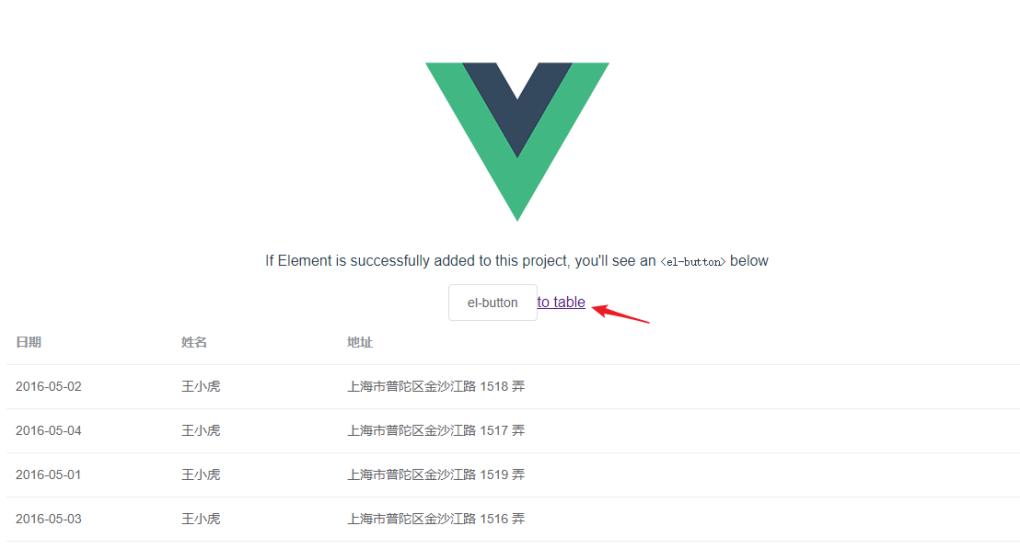 If Element is successfully added to this project, you'll see an <el-button> below
el-button to table
日期 姓名 地址
2016-05-02 王小虎 上海市普陀区金沙江路 1518 弄
2016-05-04 王小虎 上海市普陀区金沙江路 1517 弄
2016-05-01 王小虎 上海市普陀区金沙江路 1519 弄
2016-05-03 王小虎 上海市普陀区金沙江路 1516 弄